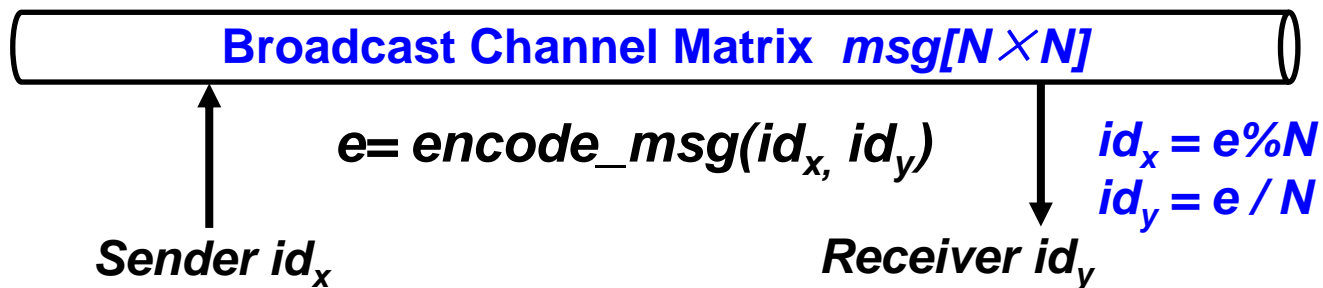 Broadcast Channel Matrix msg[N×N]
e= encode_msg(idx, idy)
idx = e%N
idy = e / N
Sender idx
Receiver idy